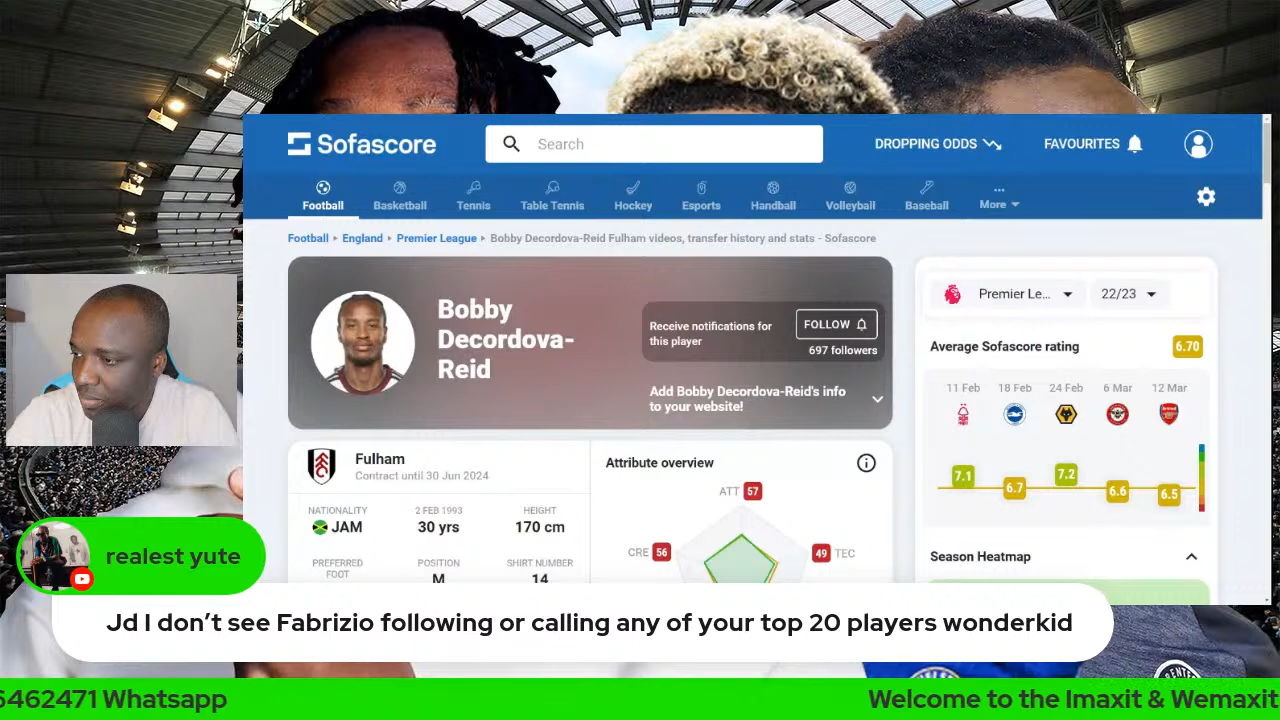 Sofascore
Search
DROPPING ODDS
FAVOURITES
Football
Basketball
Tennis
Table Tennis
Hockey
Esports
Handball
Volleyball
Baseball
More
Football
England
Premier League
Bobby Decordova-Reid Fulham videos, transfer history and stats - Sofascore
Bobby
Decordova-
Reid
Receive notifications for
this player
FOLLOW
697 followers
Add Bobby Decordova-Reid's info
to your website!
Premier Le...
22/23
Average Sofascore rating
6.70
11 Feb
18 Feb
24 Feb
6 Mar
12 Mar
7.1
6.7
7.2
6.6
6.5
Season Heatmap
Fulham
Contract until 30 Jun 2024
NATIONALITY
JAM
2 FEB 1993
30 yrs
HEIGHT
170 cm
PREFERRED
FOOT
POSITION
M
SHIRT NUMBER
14
Attribute overview
ATT 57
CRE 56
49 TEC
realest yute
Jd I don’t see Fabrizio following or calling any of your top 20 players wonderkid
6462471 Whatsapp
Welcome to the Imaxit & Wemaxit